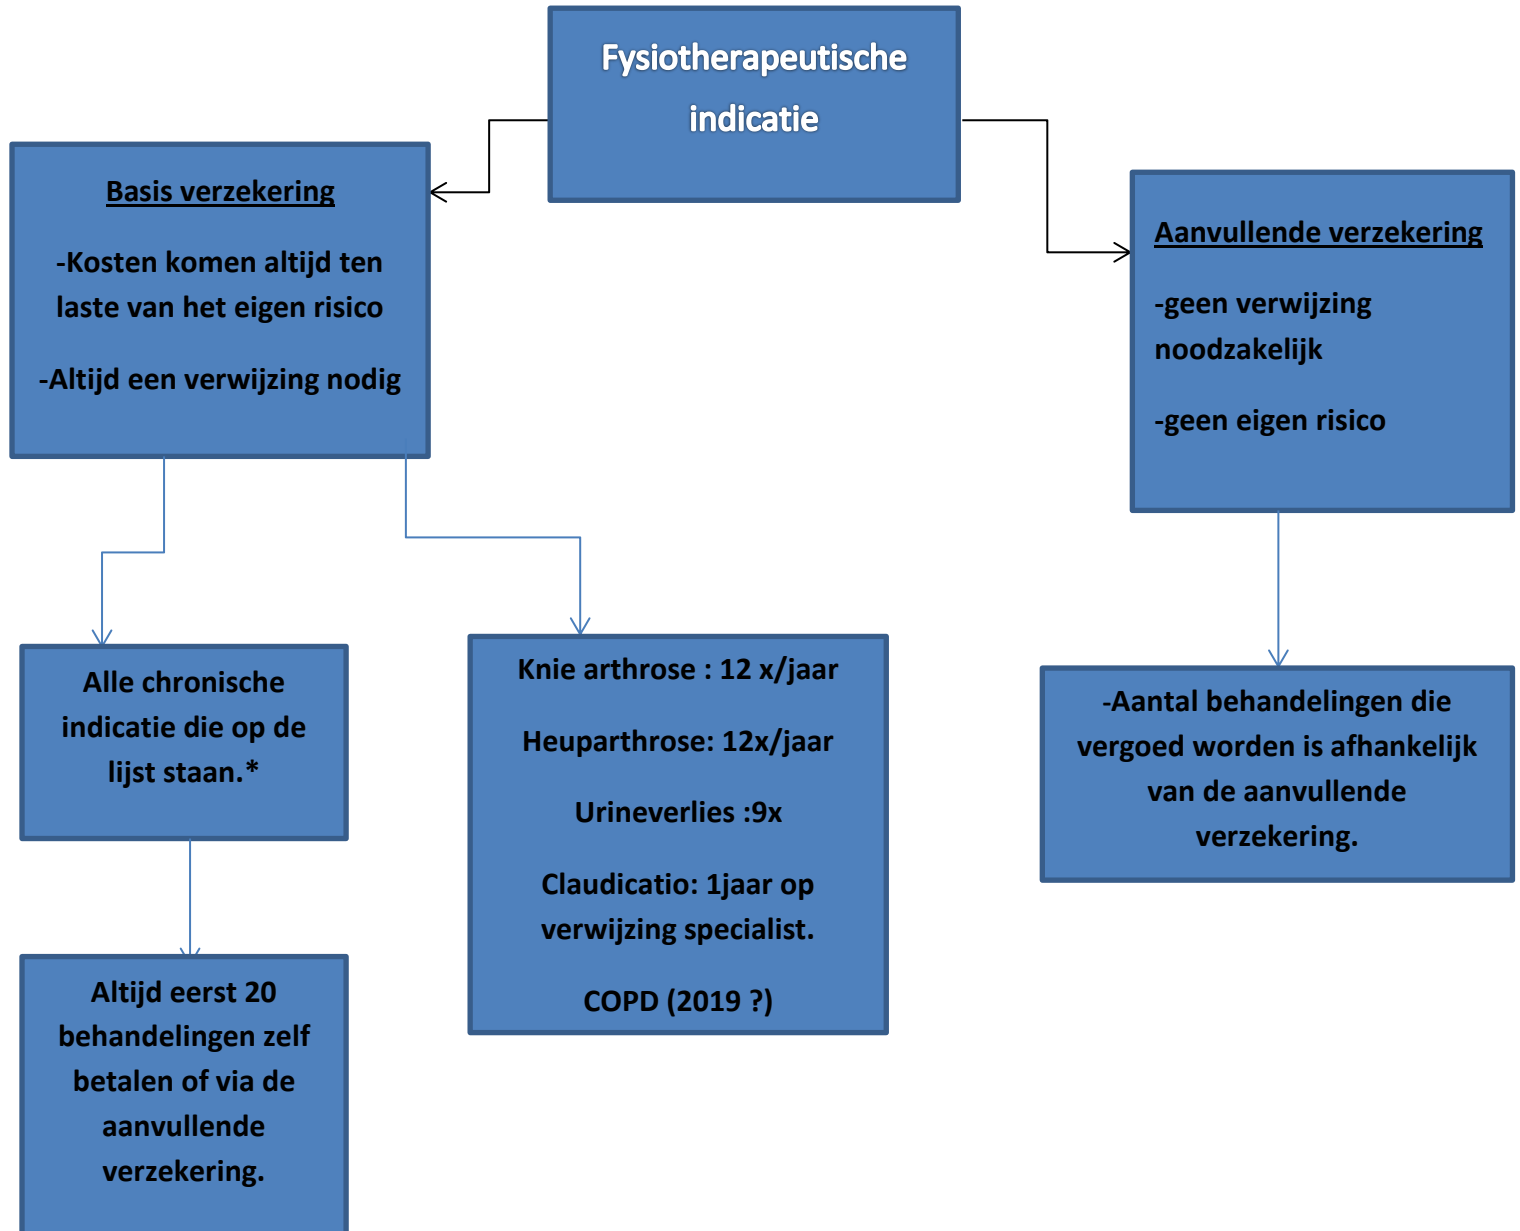 Fysiotherapeutische
indicatie
Basis verzekering
-Kosten komen altijd ten
laste van het eigen risico
-Altijd een verwijzing nodig
Aanvullende verzekering
-geen verwijzing
noodzakelijk
-geen eigen risico
Alle chronische
indicatie die op de
lijst staan.*
Knie arthrose : 12 x/jaar
Heuparthrose: 12x/jaar
Urineverlies :9x
Claudicatio: 1jaar op
verwijzing specialist.
COPD (2019 ?)
-Aantal behandelingen die
vergoed worden is afhankelijk
van de aanvullende
verzekering.
Altijd eerst 20
behandelingen zelf
betalen of via de
aanvullende
verzekering.